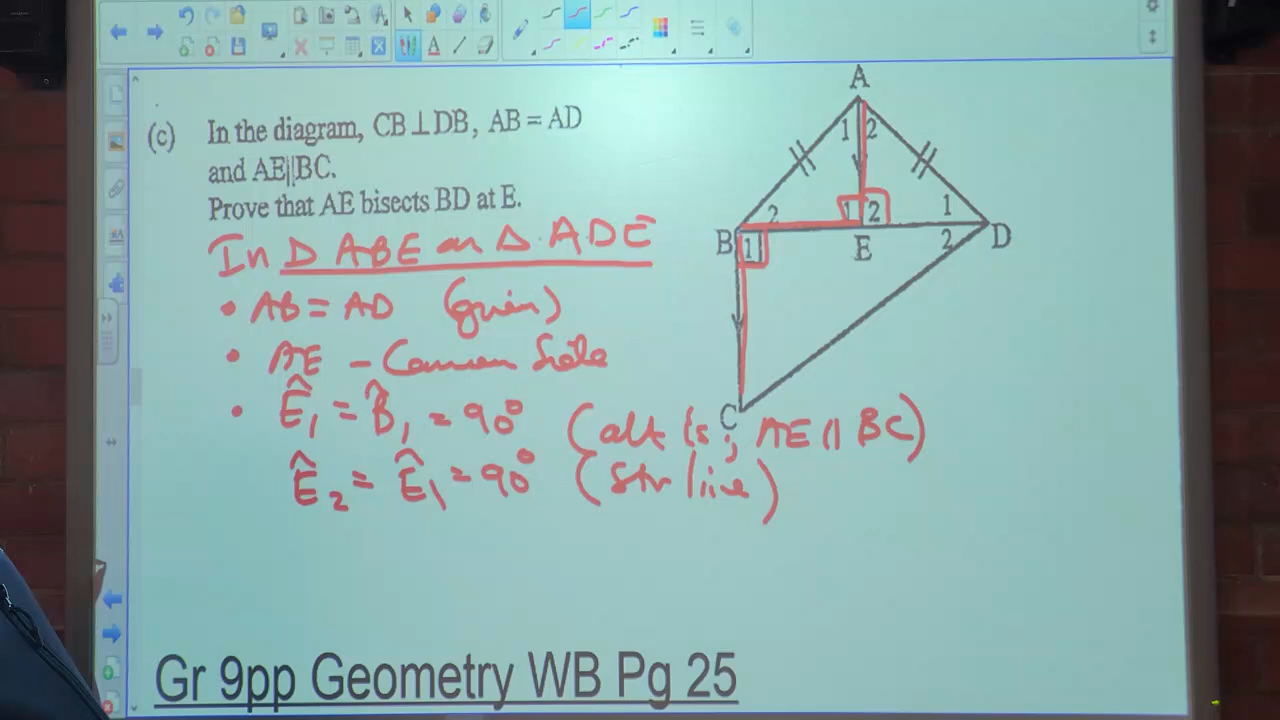 (c) In the diagram, CB⊥DB, AB = AD
and AE||BC.
Prove that AE bisects BD at E.
In Δ ABE an Δ ADE
• AB = AD (given)
• AE - Common Side
• Ê₁ = B̂₁ = 90° (alt ∠s; AE || BC)
Ê₂ = Ê₁ = 90° (Str line)
A
1 2
2 1 2 1
B 1 E 2 D
C
Gr 9pp Geometry WB Pg 25